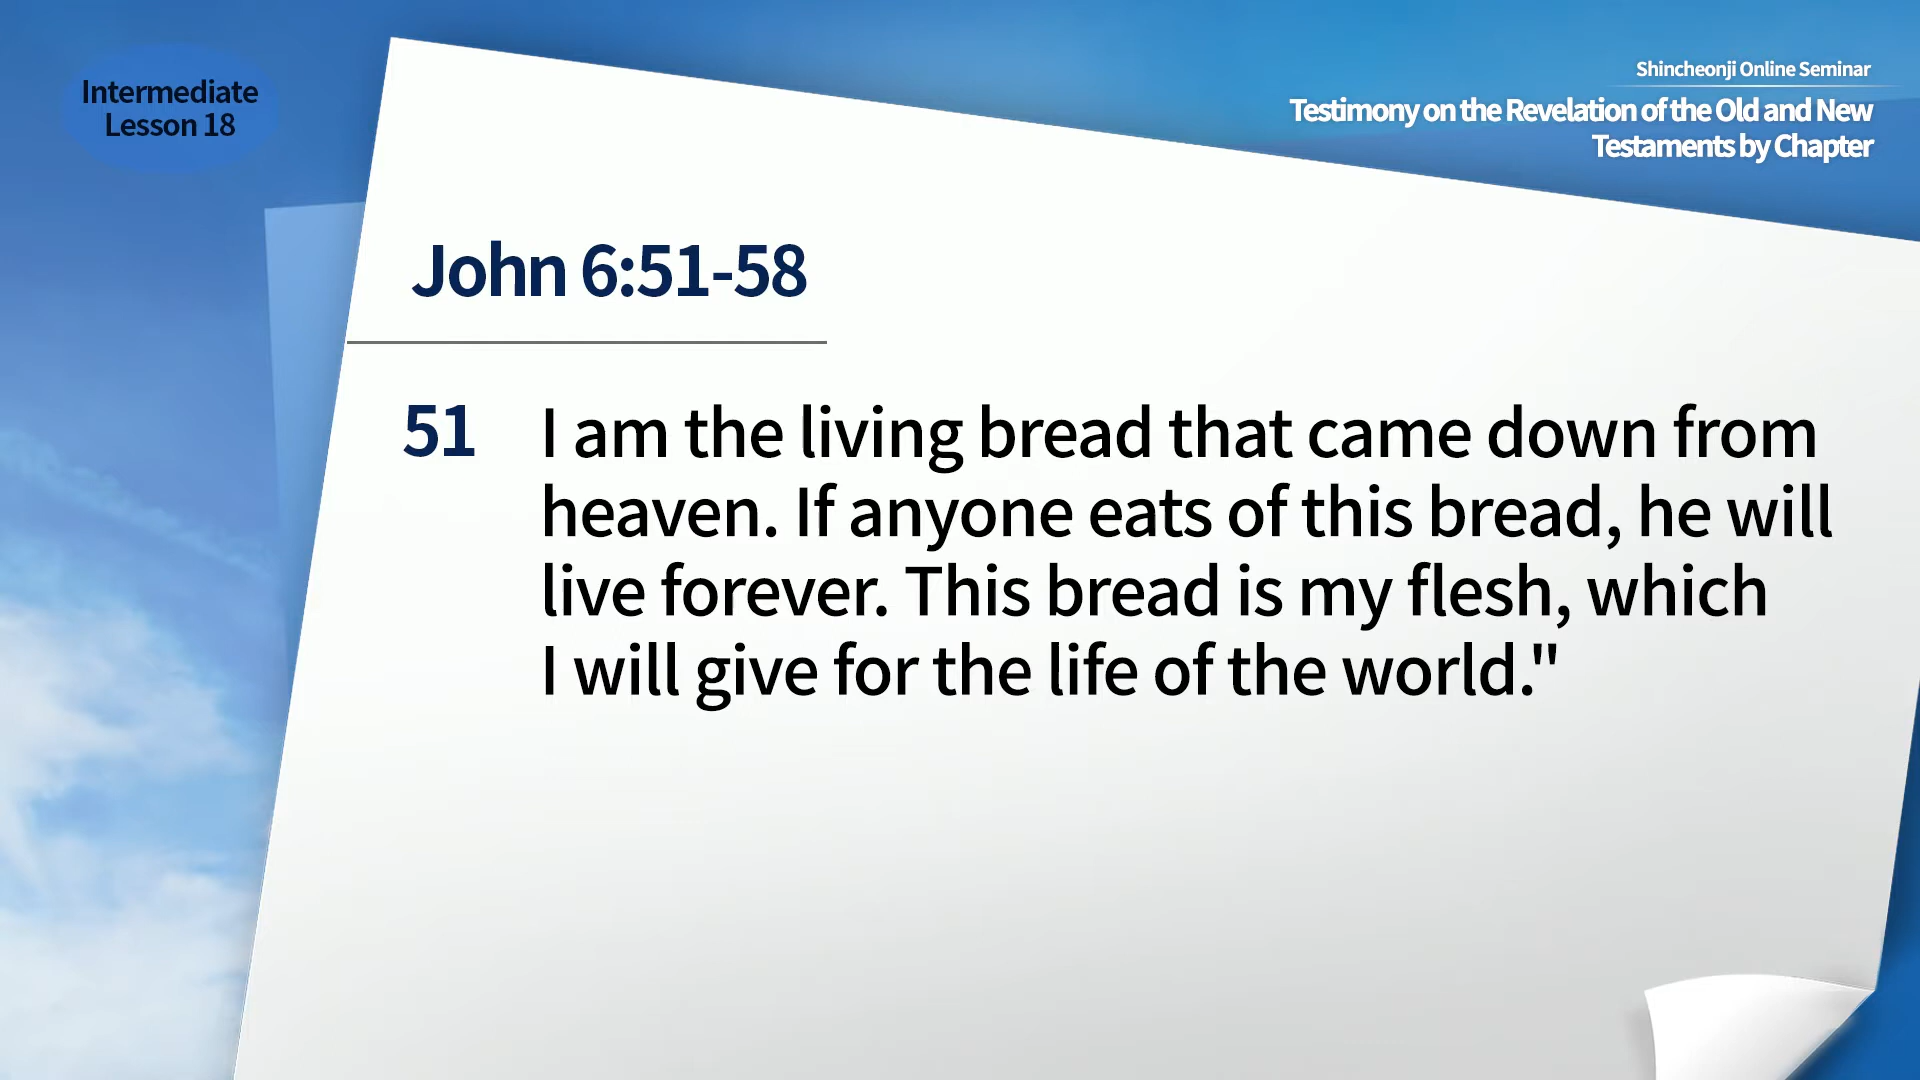 Intermediate
Lesson 18
Shincheonji Online Seminar
Testimony on the Revelation of the Old and New
Testaments by Chapter
John 6:51-58
51 I am the living bread that came down from
heaven. If anyone eats of this bread, he will
live forever. This bread is my flesh, which
I will give for the life of the world."